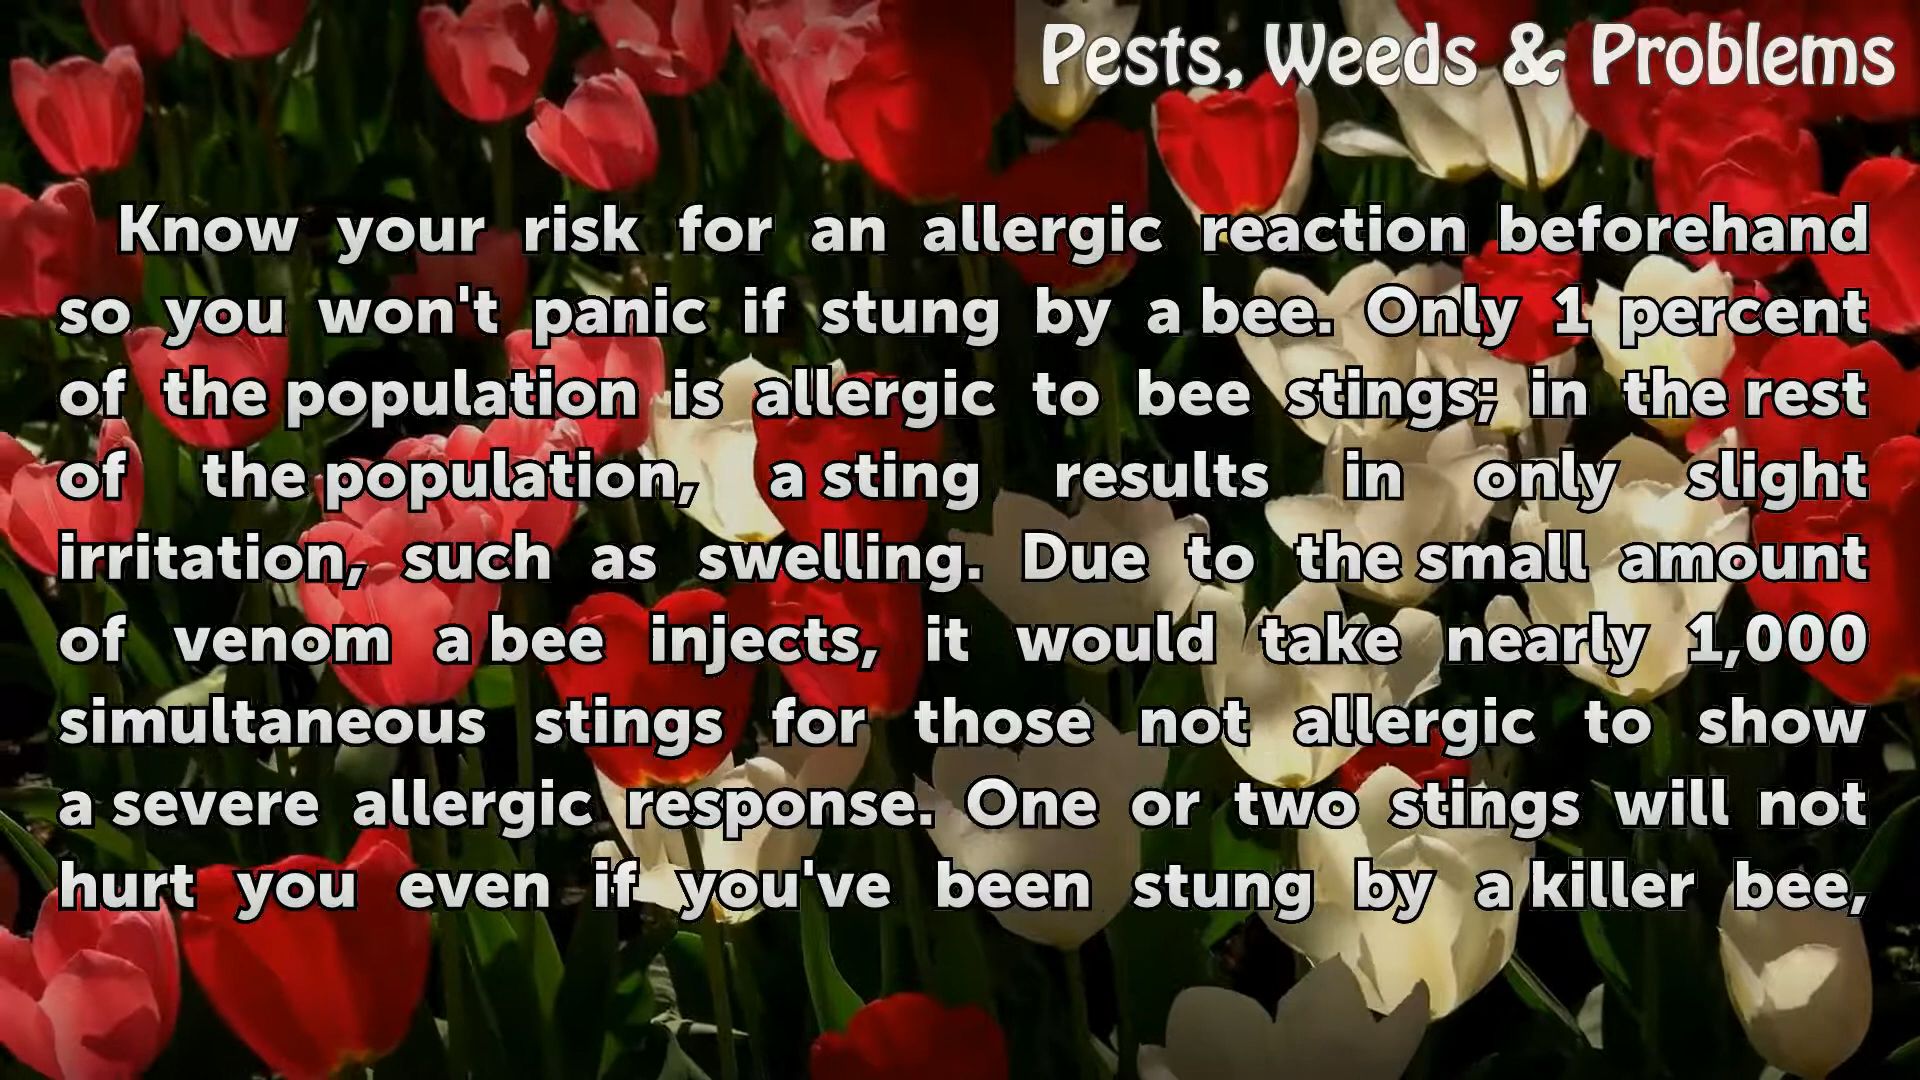 Pests, Weeds & Problems
Know your risk for an allergic reaction beforehand
so you won't panic if stung by a bee. Only 1 percent
of the population is allergic to bee stings; in the rest
of the population, a sting results in only slight
irritation, such as swelling. Due to the small amount
of venom a bee injects, it would take nearly 1,000
simultaneous stings for those not allergic to show
a severe allergic response. One or two stings will not
hurt you even if you've been stung by a killer bee,